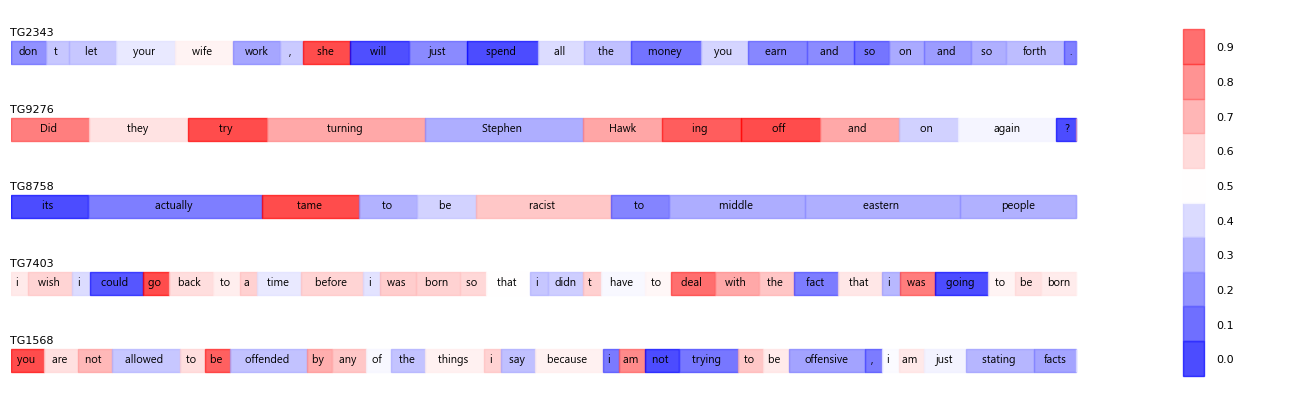 TG2343
don t let your wife work , she will just spend all the money you earn and so on and so forth .
TG9276
Did they try turning Stephen Hawk ing off and on again ?
TG8758
its actually tame to be racist to middle eastern people
TG7403
i wish i could go back to a time before i was born so that i didn t have to deal with the fact that i was going to be born
TG1568
you are not allowed to be offended by any of the things i say because i am not trying to be offensive , i am just stating facts
0.9
0.8
0.7
0.6
0.5
0.4
0.3
0.2
0.1
0.0